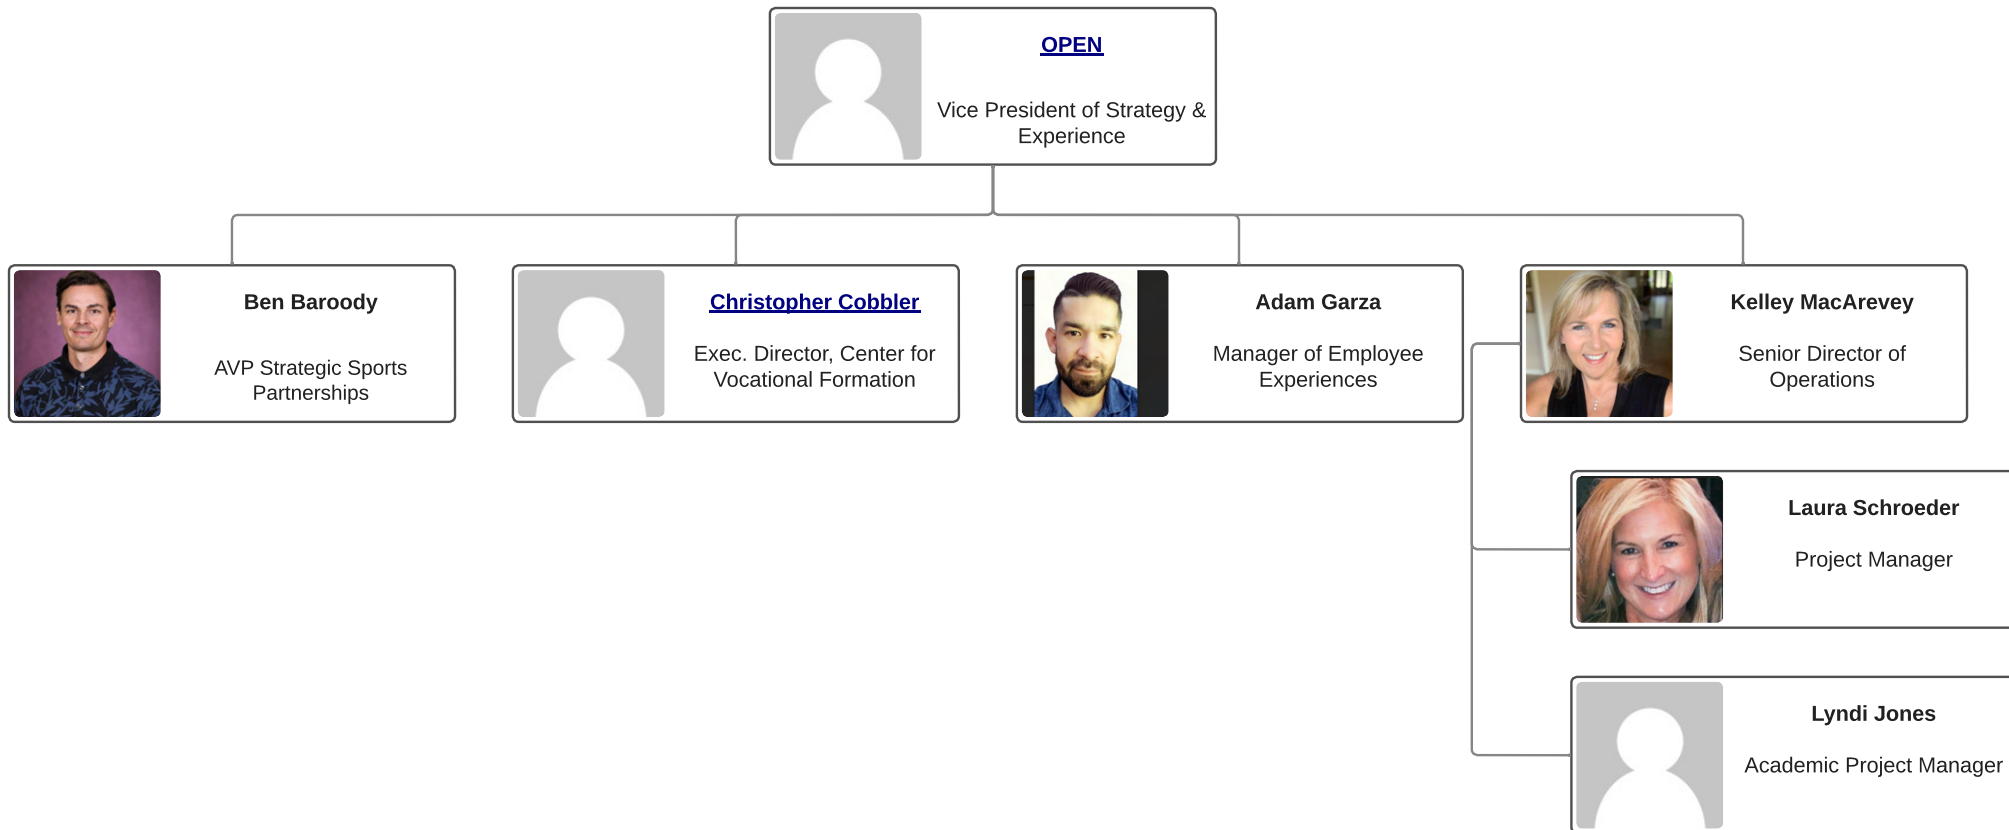 OPEN
Vice President of Strategy &
Experience
Ben Baroody
AVP Strategic Sports
Partnerships
Christopher Cobbler
Exec. Director, Center for
Vocational Formation
Adam Garza
Manager of Employee
Experiences
Kelley MacArevey
Senior Director of
Operations
Laura Schroeder
Project Manager
Lyndi Jones
Academic Project Manager